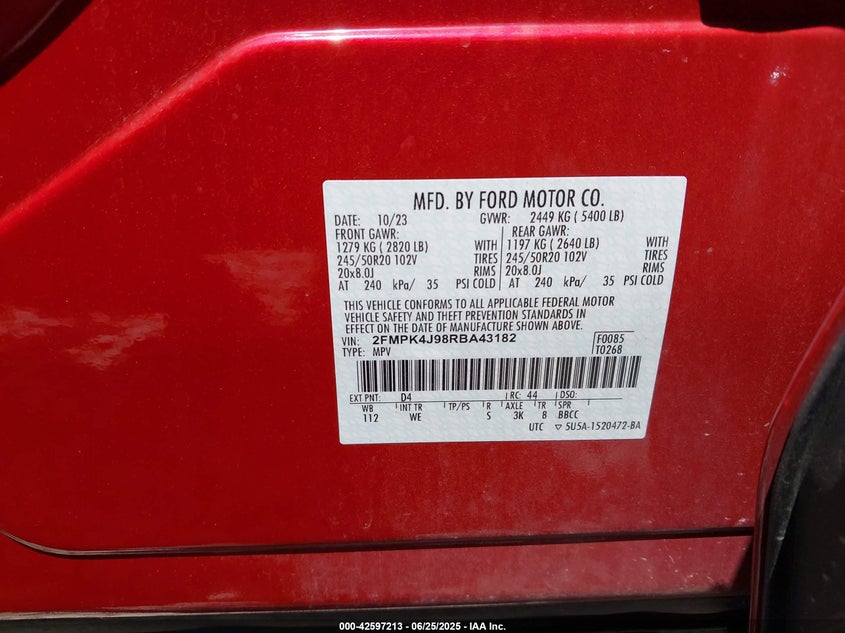 MFD. BY FORD MOTOR CO.
DATE: 10/23 GVWR: 2449 KG ( 5400 LB)
FRONT GAWR: REAR GAWR:
1279 KG ( 2820 LB) WITH 1197 KG ( 2640 LB) WITH
245/50R20 102V TIRES 245/50R20 102V TIRES
20x8.0J RIMS 20x8.0J RIMS
AT 240 kPa/ 35 PSI COLD AT 240 kPa/ 35 PSI COLD
THIS VEHICLE CONFORMS TO ALL APPLICABLE FEDERAL MOTOR
VEHICLE SAFETY AND THEFT PREVENTION STANDARDS IN
EFFECT ON THE DATE OF MANUFACTURE SHOWN ABOVE.
VIN: 2FMPK4J98RBA43182 F0085
TYPE: MPV T0268
EXT PNT: D4 RC: 44 DSO:
WB INT TR TP/PS R AXLE TR SPR
112 WE S 3K 8 BBCC
UTC ▽ 5U5A-1520472-BA
000-42597213 - 06/25/2025 - IAA Inc.